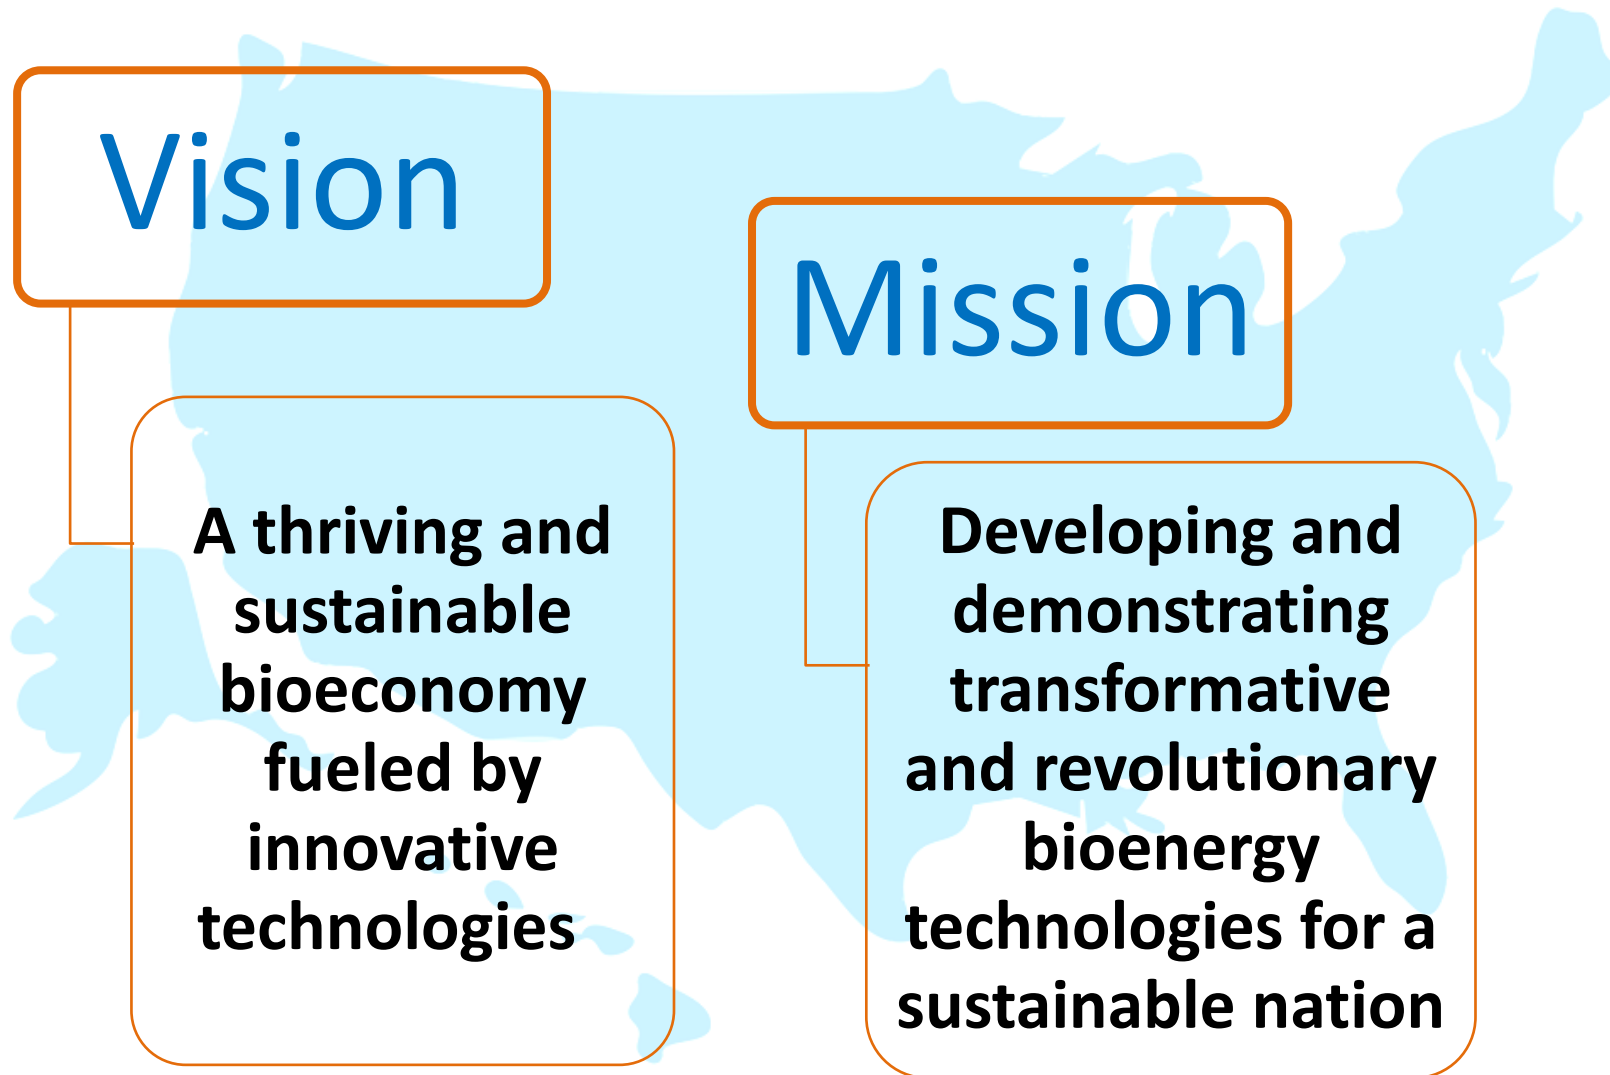 Vision
A thriving and
sustainable
bioeconomy
fueled by
innovative
technologies
Mission
Developing and
demonstrating
transformative
and revolutionary
bioenergy
technologies for a
sustainable nation